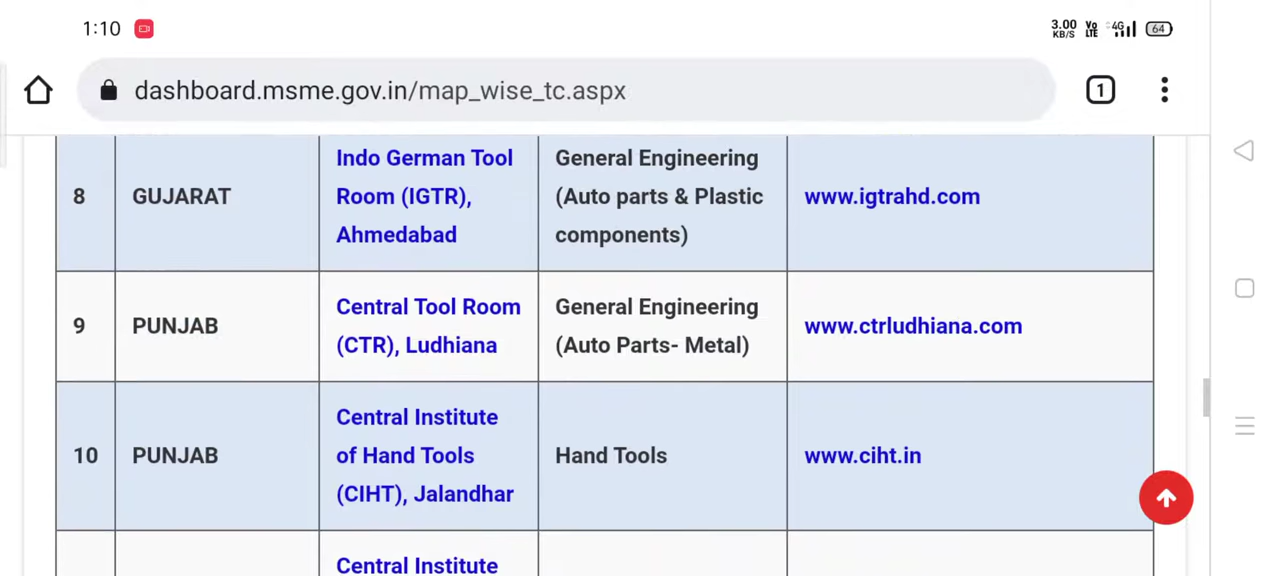 1:10
3.00 KB/S Vo LTE 4G 64
dashboard.msme.gov.in/map_wise_tc.aspx
1
8
GUJARAT
Indo German Tool
Room (IGTR),
Ahmedabad
General Engineering
(Auto parts & Plastic
components)
www.igtrahd.com
9
PUNJAB
Central Tool Room
(CTR), Ludhiana
General Engineering
(Auto Parts- Metal)
www.ctrludhiana.com
10
PUNJAB
Central Institute
of Hand Tools
(CIHT), Jalandhar
Hand Tools
www.ciht.in
Central Institute